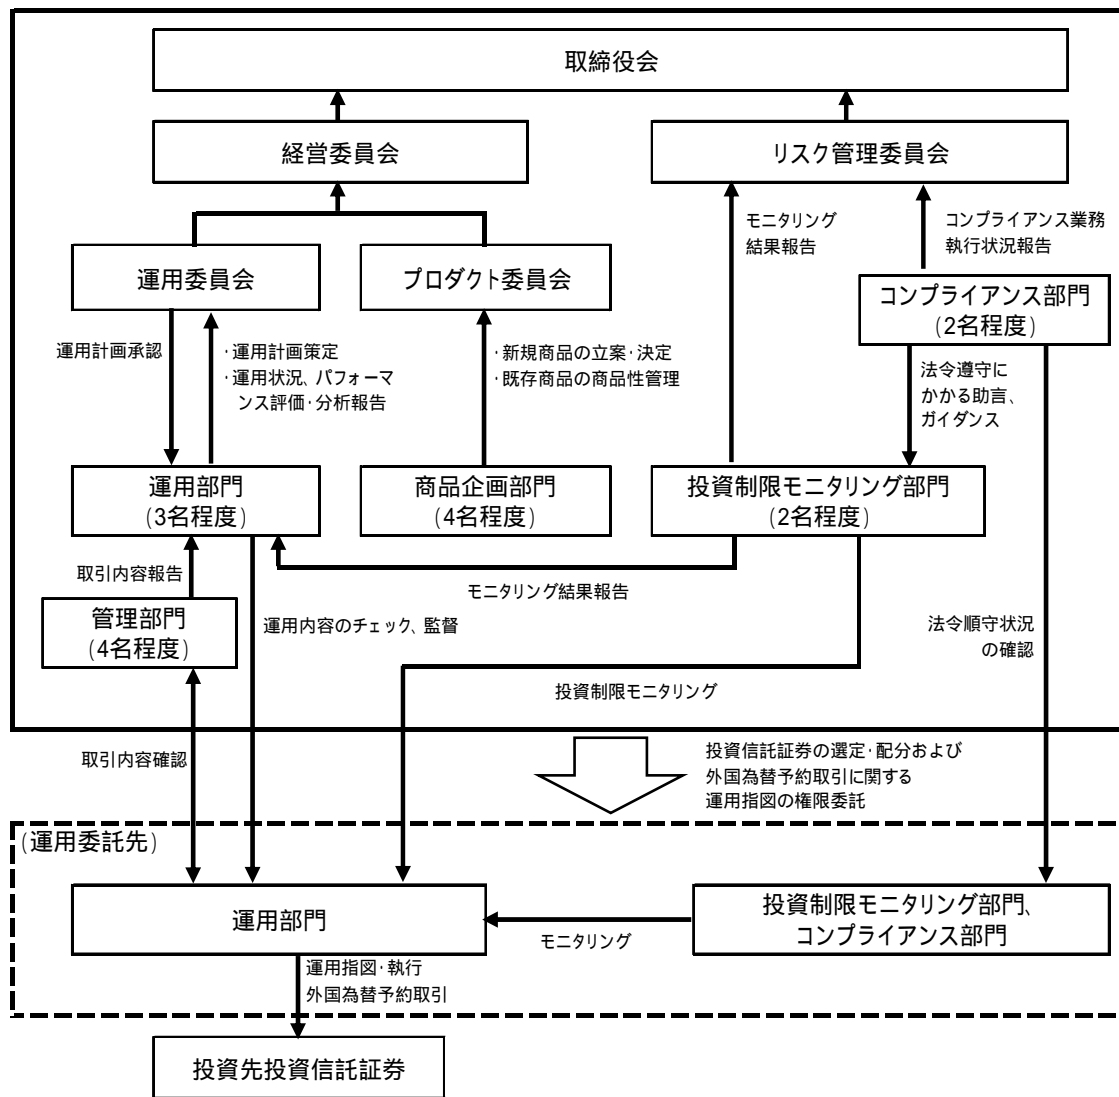 取締役会
経営委員会
リスク管理委員会
モニタリング
結果報告
コンプライアンス業務
執行状況報告
運用委員会
プロダクト委員会
コンプライアンス部門
(2名程度)
運用計画承認
・運用計画策定
・運用状況、パフォーマ
ンス評価・分析報告
・新規商品の立案・決定
・既存商品の商品性管理
法令遵守に
かかる助言、
ガイダンス
運用部門
(3名程度)
商品企画部門
(4名程度)
投資制限モニタリング部門
(2名程度)
取引内容報告
モニタリング結果報告
管理部門
(4名程度)
運用内容のチェック、監督
法令順守状況
の確認
投資制限モニタリング
取引内容確認
投資信託証券の選定・配分および
外国為替予約取引に関する
運用指図の権限委託
(運用委託先)
運用部門
モニタリング
投資制限モニタリング部門、
コンプライアンス部門
運用指図・執行
外国為替予約取引
投資先投資信託証券